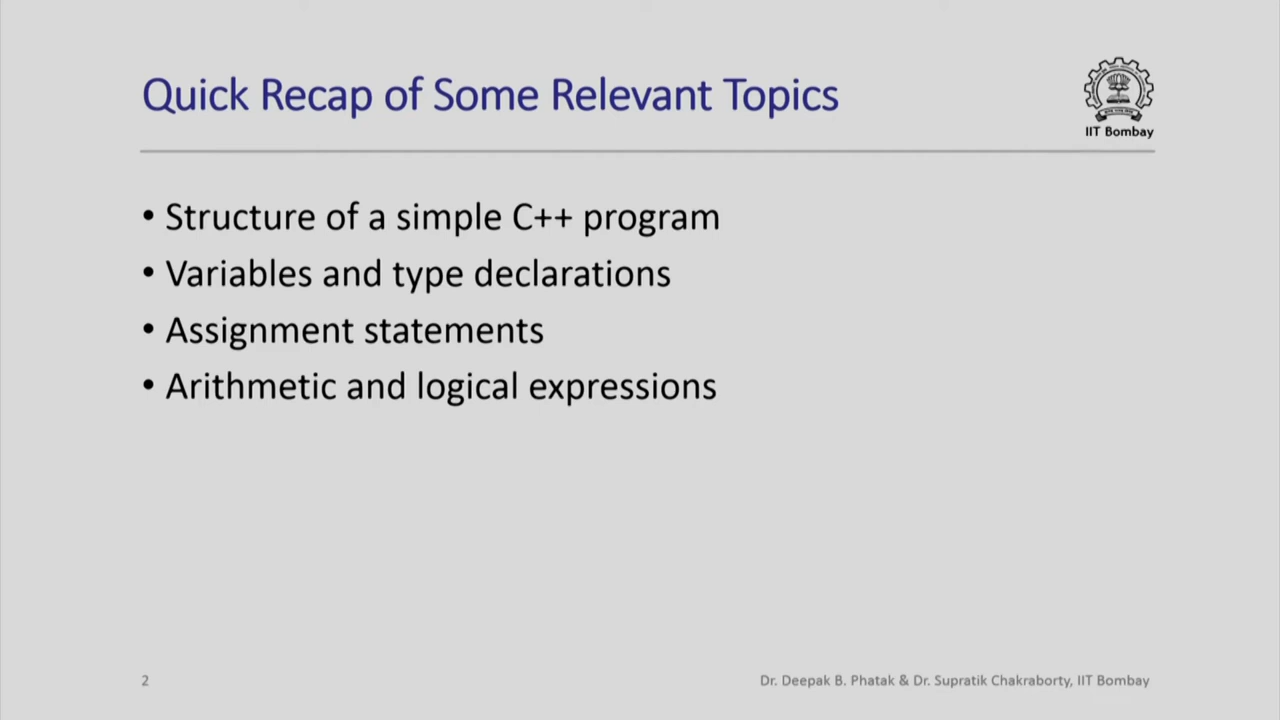 Quick Recap of Some Relevant Topics
IIT Bombay
• Structure of a simple C++ program
• Variables and type declarations
• Assignment statements
• Arithmetic and logical expressions
2
Dr. Deepak B. Phatak & Dr. Supratik Chakraborty, IIT Bombay